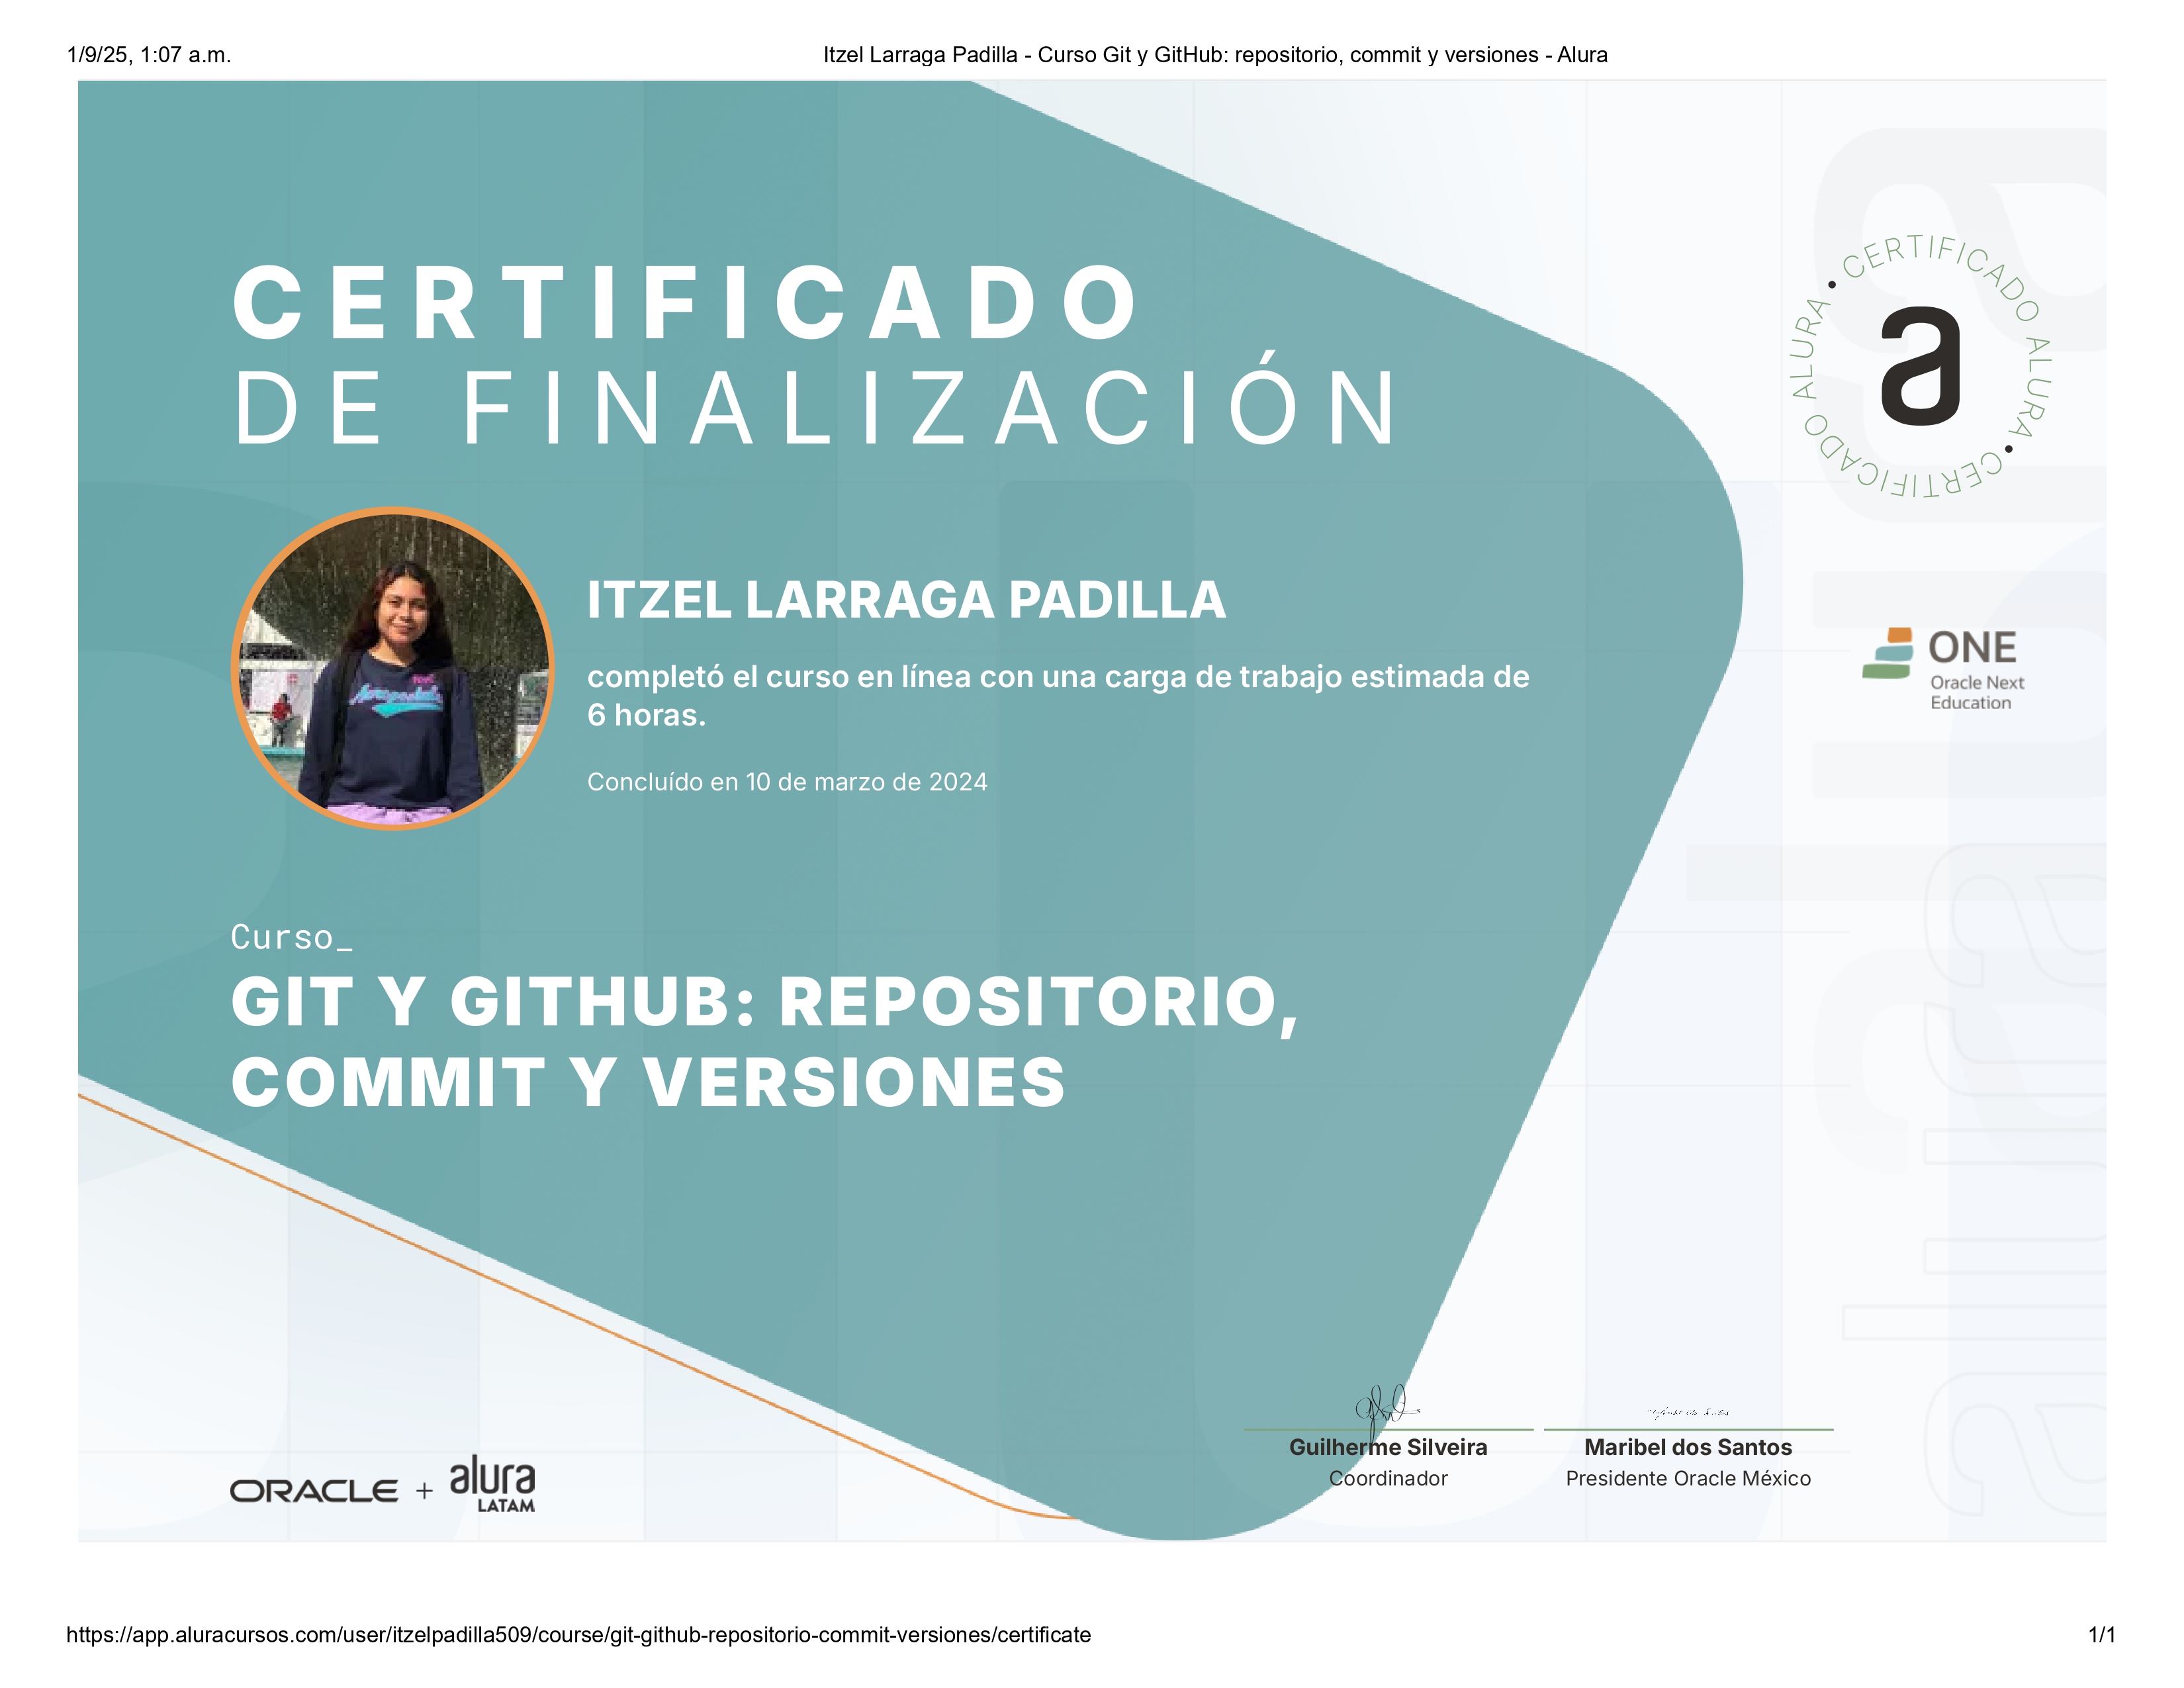 1/9/25, 1:07 a.m.
Itzel Larraga Padilla - Curso Git y GitHub: repositorio, commit y versiones - Alura
CERTIFICADO
DE FINALIZACIÓN
• CERTIFICADO ALURA • CERTIFICADO ALURA
a
ITZEL LARRAGA PADILLA
completó el curso en línea con una carga de trabajo estimada de
6 horas.
Concluído en 10 de marzo de 2024
ONE
Oracle Next
Education
Curso_
GIT Y GITHUB: REPOSITORIO,
COMMIT Y VERSIONES
alura
Guilherme Silveira
Coordinador
Maribel dos Santos
Presidente Oracle México
ORACLE + alura
LATAM
https://app.aluracursos.com/user/itzelpadilla509/course/git-github-repositorio-commit-versiones/certificate
1/1